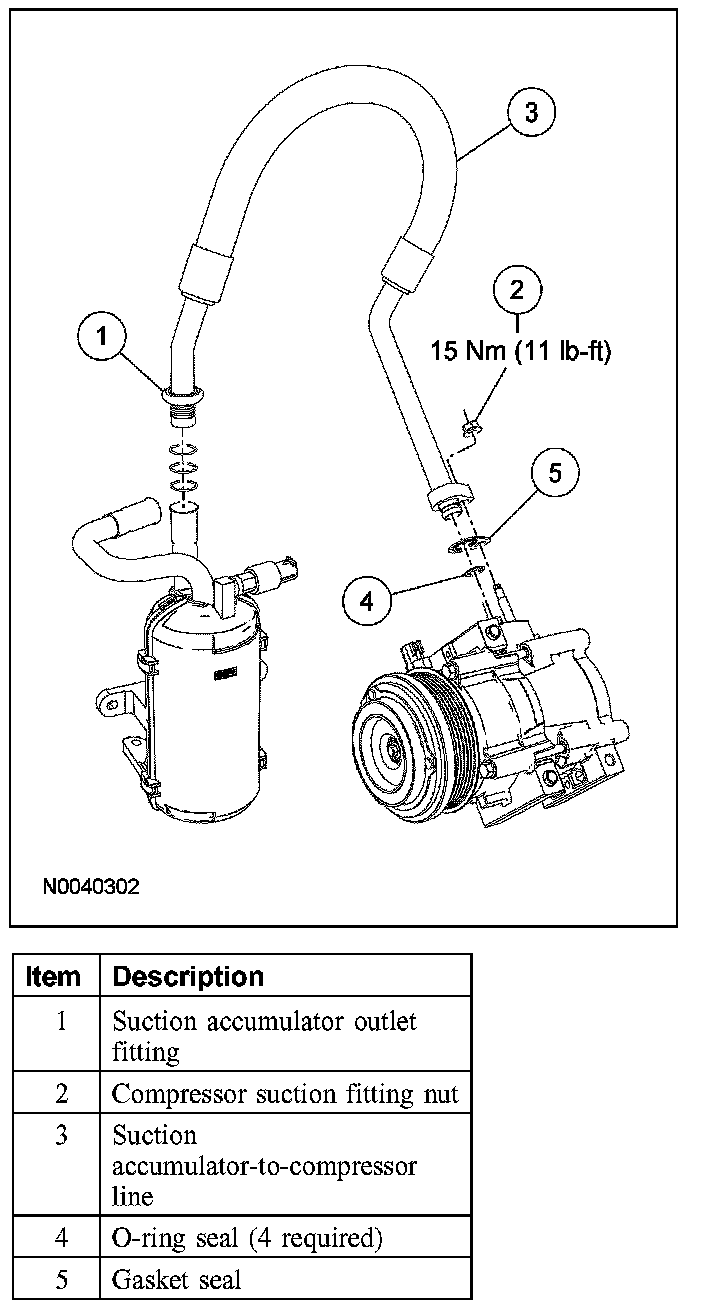 3
2
1
15 Nm (11 lb-ft)
5
4
N0040302
Item Description
1 Suction accumulator outlet
fitting
2 Compressor suction fitting nut
3 Suction
accumulator-to-compressor
line
4 O-ring seal (4 required)
5 Gasket seal